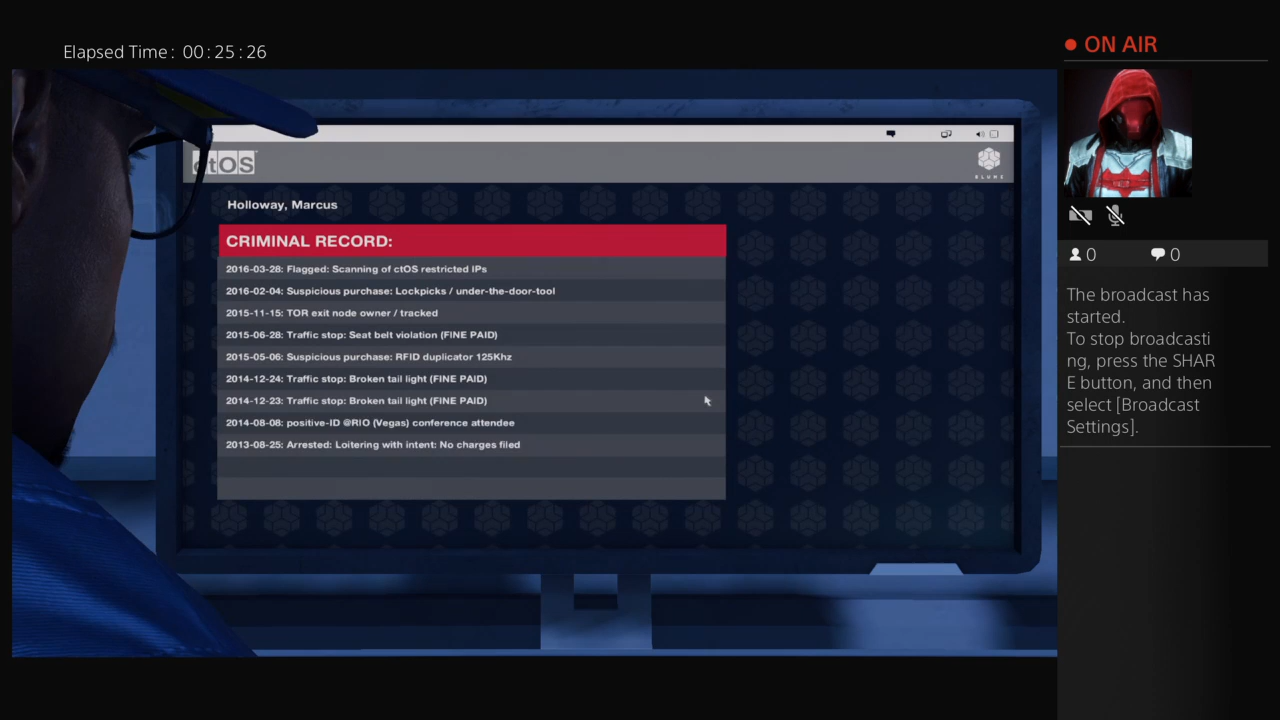 Elapsed Time: 00:25:26
ON AIR
ctOS
BLUME
Holloway, Marcus
CRIMINAL RECORD:
2016-03-28: Flagged: Scanning of ctOS restricted IPs
2016-02-04: Suspicious purchase: Lockpicks / under-the-door-tool
2015-11-15: TOR exit node owner / tracked
2015-06-28: Traffic stop: Seat belt violation (FINE PAID)
2015-05-06: Suspicious purchase: RFID duplicator 125Khz
2014-12-24: Traffic stop: Broken tail light (FINE PAID)
2014-12-23: Traffic stop: Broken tail light (FINE PAID)
2014-08-08: positive-ID @RIO (Vegas) conference attendee
2013-08-25: Arrested: Loitering with intent: No charges filed
0
0
The broadcast has
started.
To stop broadcasti
ng, press the SHAR
E button, and then
select [Broadcast
Settings].